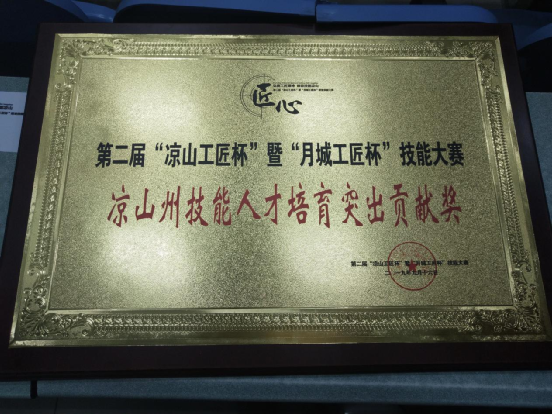 匠心
第二届“凉山工匠杯”暨“月城工匠杯”技能大赛
凉山州技能人才培育突出贡献奖
第二届“凉山工匠杯”暨“月城工匠杯”技能大赛